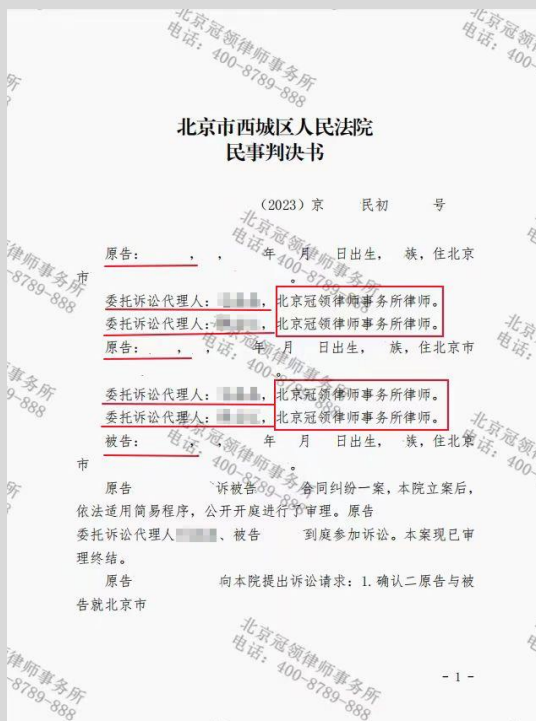 北京市西城区人民法院
民事判决书
（2023）京 民初 号
原告： ， ， 年 月 日出生， 族，住北京
市 。
委托诉讼代理人： ，北京冠领律师事务所律师。
委托诉讼代理人： ，北京冠领律师事务所律师。
原告： ， ， 年 月 日出生， 族，住北京市
。
委托诉讼代理人： ，北京冠领律师事务所律师。
委托诉讼代理人： ，北京冠领律师事务所律师。
被告： ， ， 年 月 日出生， 族，住北京
市 。
原告 诉被告 合同纠纷一案，本院立案后，
依法适用简易程序，公开开庭进行了审理。原告
委托诉讼代理人 、被告 到庭参加诉讼。本案现已审
理终结。
原告 向本院提出诉讼请求：1.确认二原告与被
告就北京市
- 1 -
北京冠领律师事务所
电话：400-8789-888